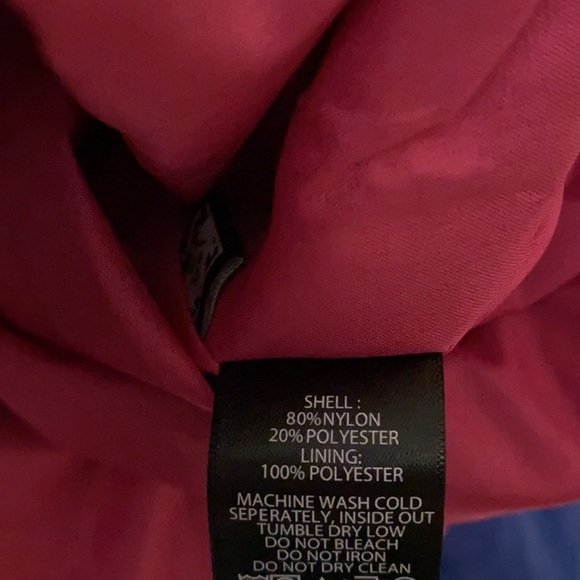 SHELL :
80%NYLON
20%POLYESTER
LINING:
100% POLYESTER
MACHINE WASH COLD
SEPERATELY, INSIDE OUT
TUMBLE DRY LOW
DO NOT BLEACH
DO NOT IRON
DO NOT DRY CLEAN